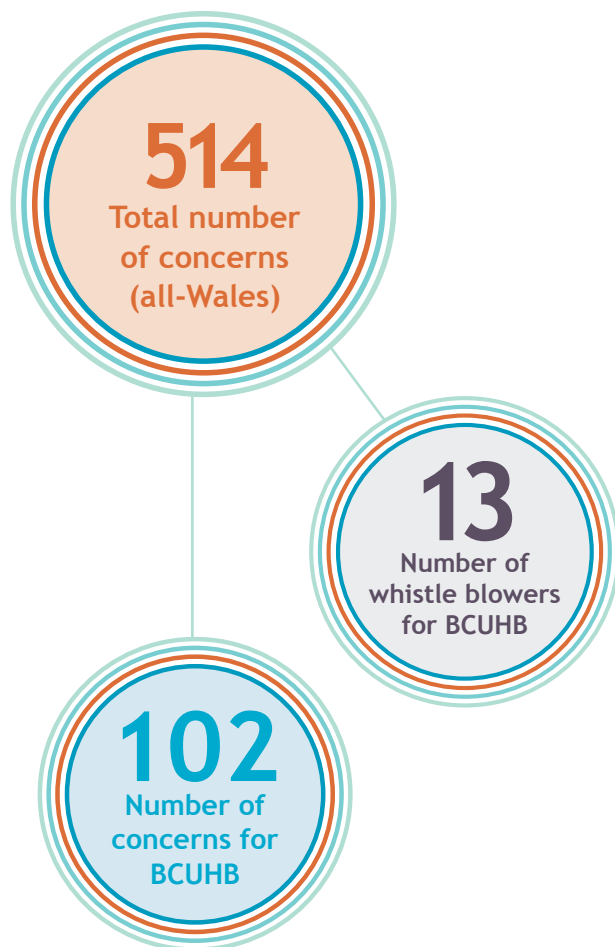 514
Total number
of concerns
(all-Wales)
13
Number of
whistle blowers
for BCUHB
102
Number of
concerns for
BCUHB